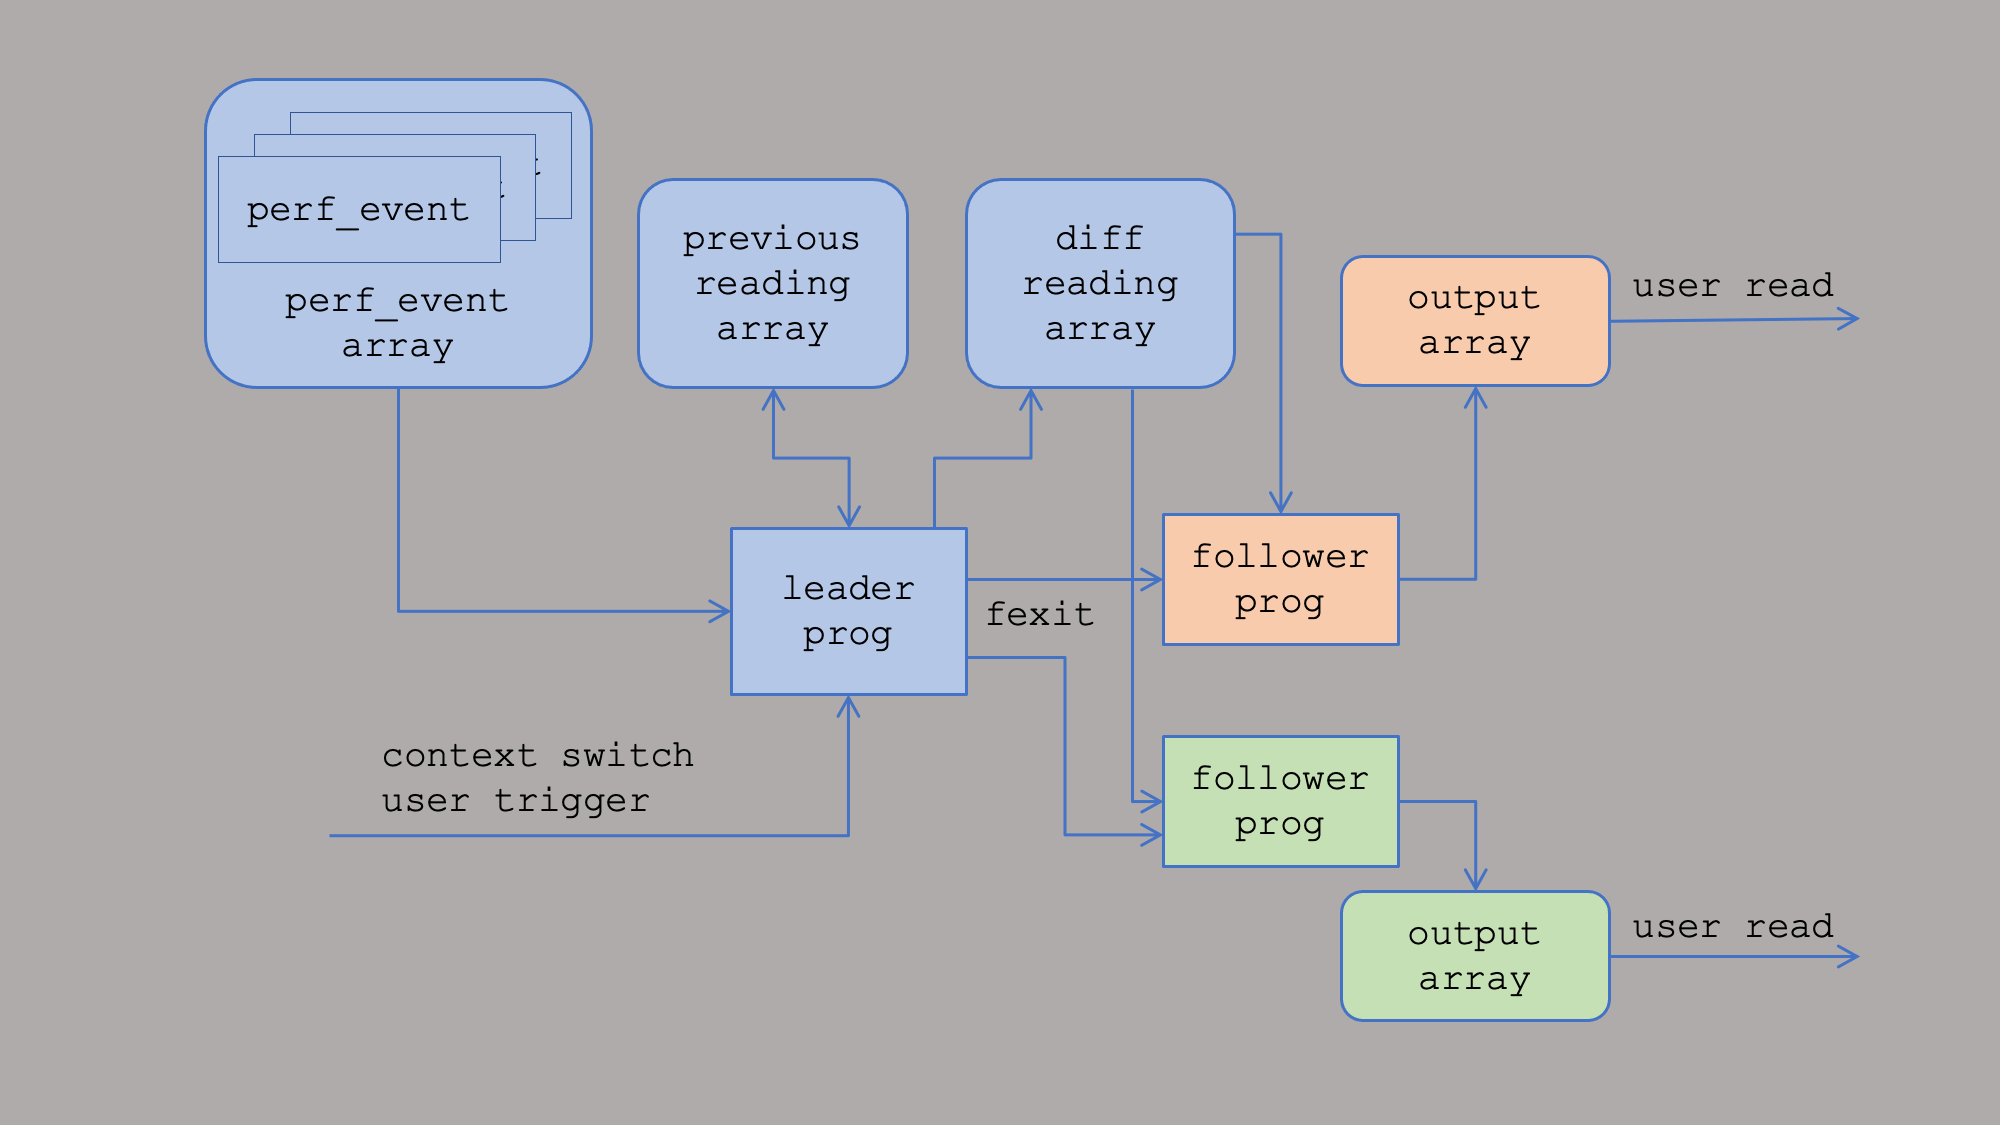 perf_event
perf_event
array
previous
reading
array
diff
reading
array
output
array
user read
leader
prog
fexit
follower
prog
context switch
user trigger
follower
prog
output
array
user read